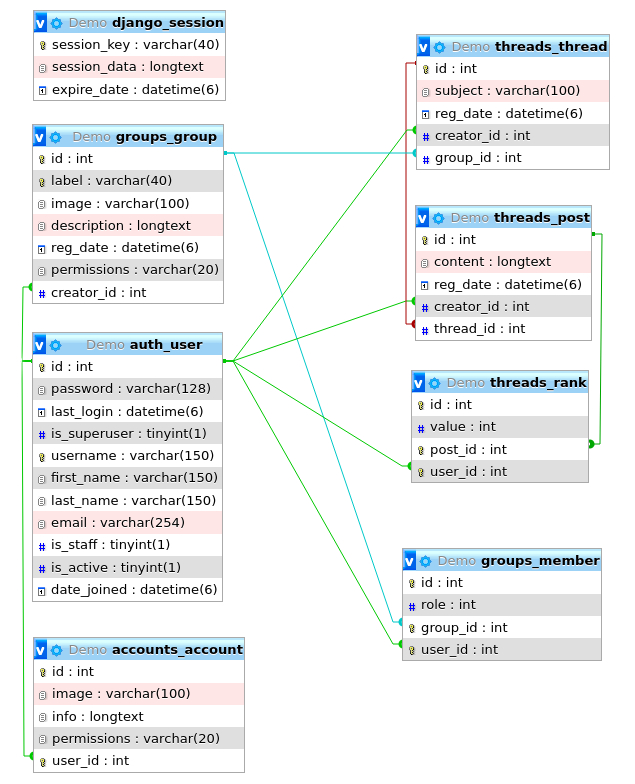 v Demo django_session
session_key : varchar(40)
session_data : longtext
expire_date : datetime(6)
v Demo groups_group
id : int
label : varchar(40)
image : varchar(100)
description : longtext
reg_date : datetime(6)
permissions : varchar(20)
# creator_id : int
v Demo auth_user
id : int
password : varchar(128)
last_login : datetime(6)
# is_superuser : tinyint(1)
username : varchar(150)
first_name : varchar(150)
last_name : varchar(150)
email : varchar(254)
# is_staff : tinyint(1)
# is_active : tinyint(1)
date_joined : datetime(6)
v Demo accounts_account
id : int
image : varchar(100)
info : longtext
permissions : varchar(20)
user_id : int
v Demo threads_thread
id : int
subject : varchar(100)
reg_date : datetime(6)
# creator_id : int
# group_id : int
v Demo threads_post
id : int
content : longtext
reg_date : datetime(6)
# creator_id : int
# thread_id : int
v Demo threads_rank
id : int
# value : int
post_id : int
user_id : int
v Demo groups_member
id : int
# role : int
group_id : int
user_id : int